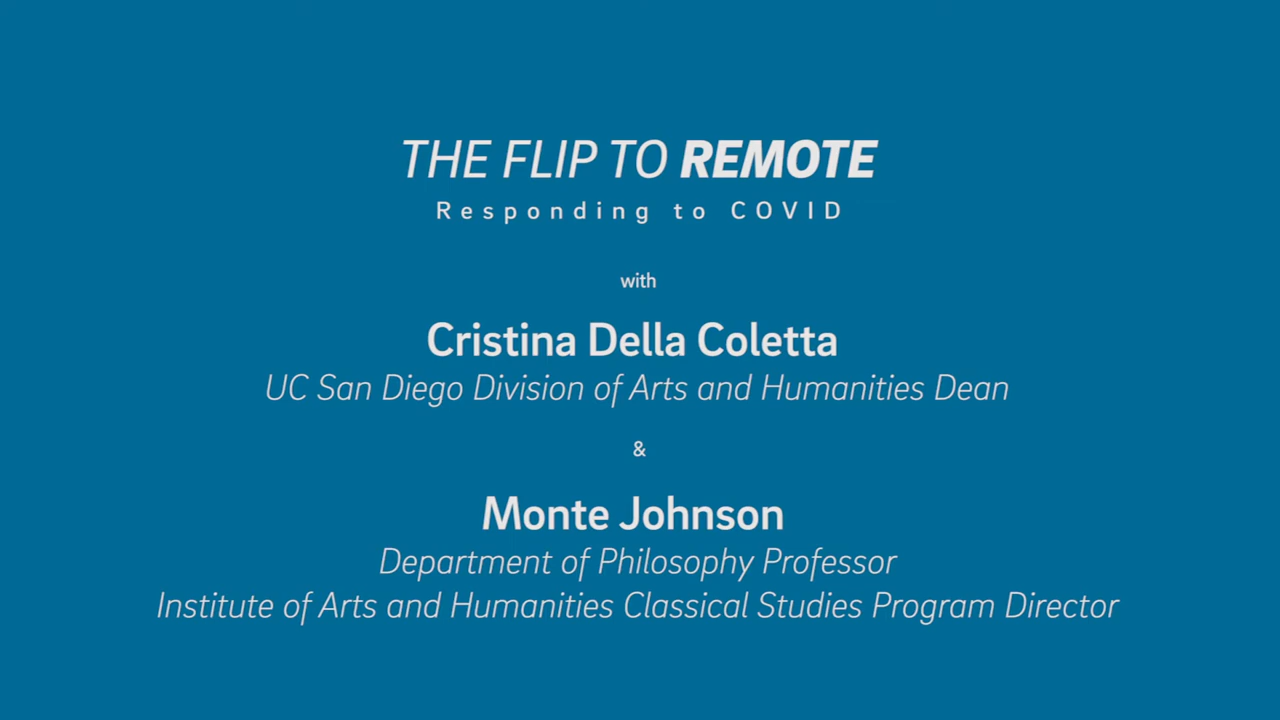 THE FLIP TO REMOTE
Responding to COVID
with
Cristina Della Coletta
UC San Diego Division of Arts and Humanities Dean
&
Monte Johnson
Department of Philosophy Professor
Institute of Arts and Humanities Classical Studies Program Director